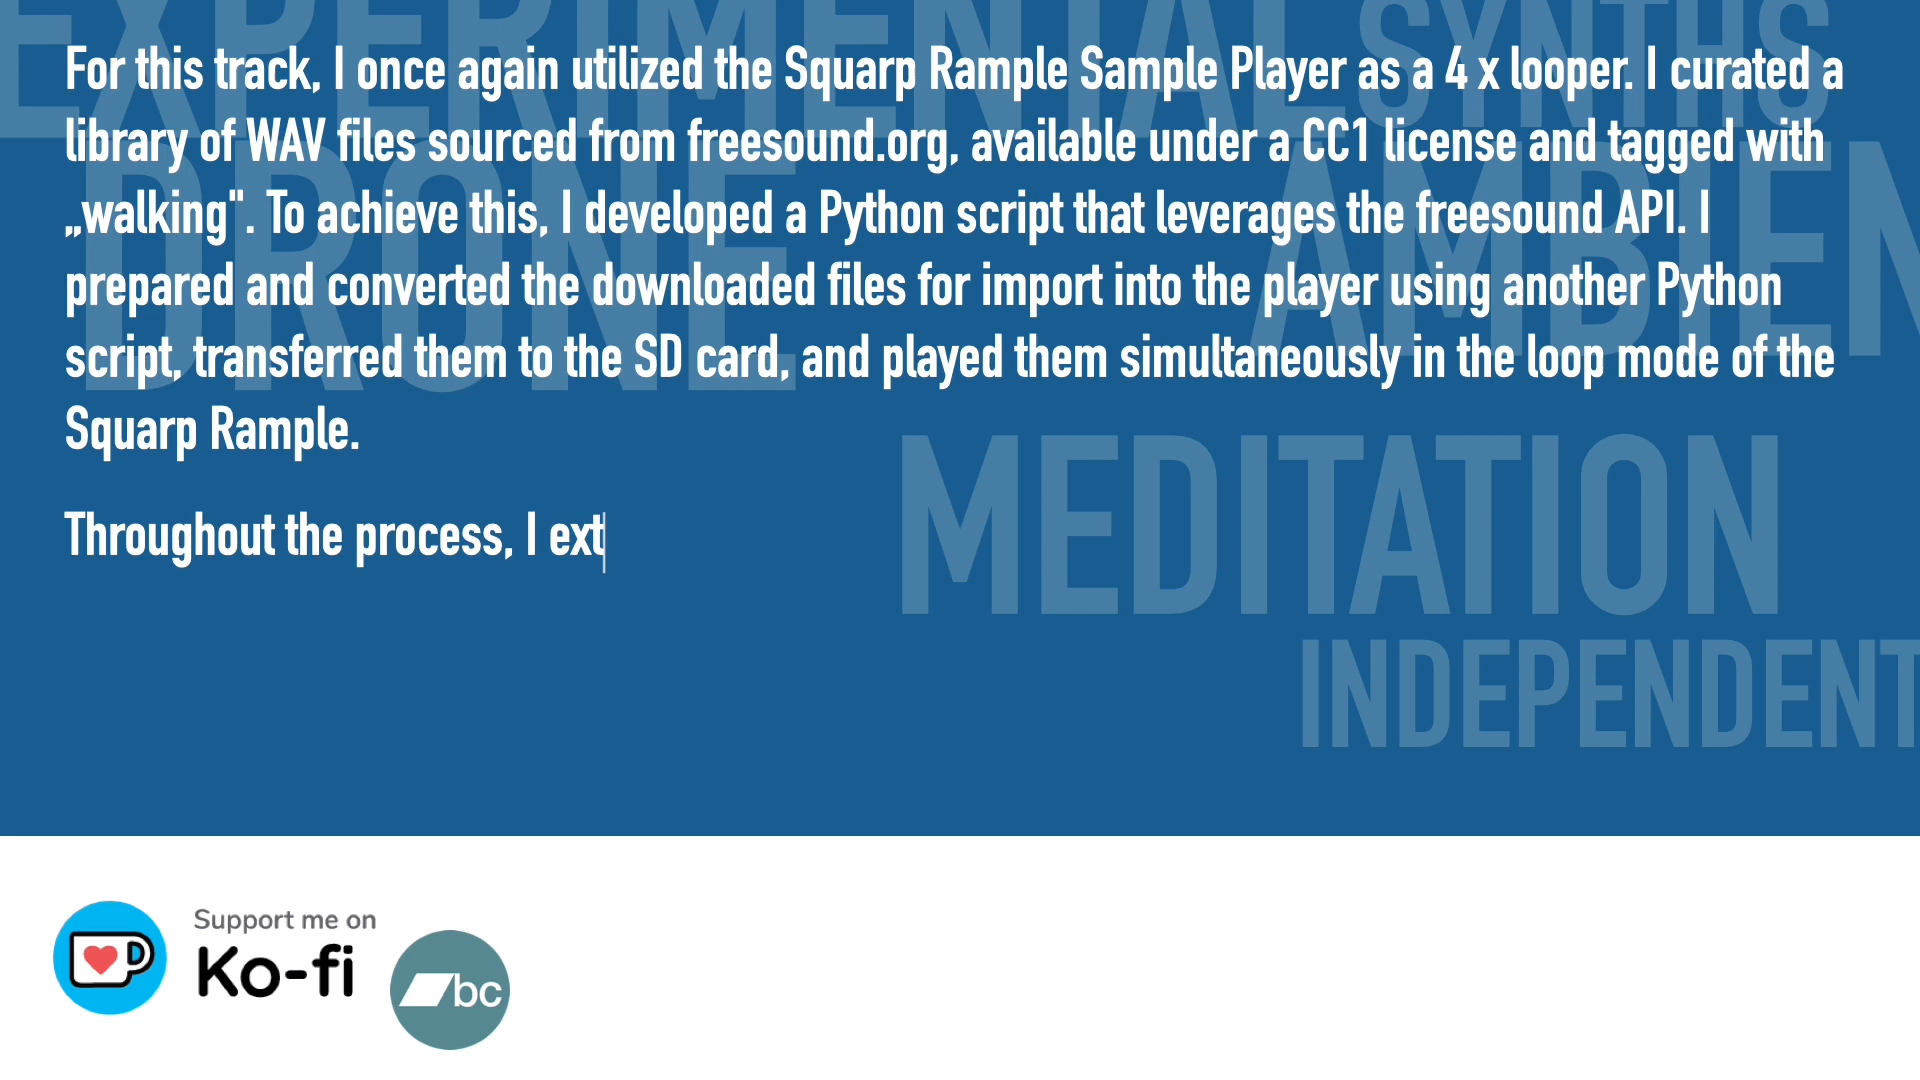 EXPERIMENTAL SYNTHS
For this track, I once again utilized the Squarp Rample Sample Player as a 4 x looper. I curated a
library of WAV files sourced from freesound.org, available under a CC1 license and tagged with
„walking". To achieve this, I developed a Python script that leverages the freesound API. I
prepared and converted the downloaded files for import into the player using another Python
script, transferred them to the SD card, and played them simultaneously in the loop mode of the
Squarp Rample.
DRONE
AMBIEN
Throughout the process, I ext
MEDITATION
INDEPENDENT
Support me on
Ko-fi
bc